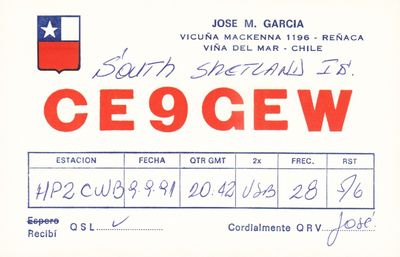 JOSE M. GARCIA
VICUÑA MACKENNA 1196 - REÑACA
VIÑA DEL MAR - CHILE
SOUTH SHETLAND IS.
CE9GEW
ESTACION FECHA QTR GMT 2x FREC. RST
HP2CWB 9.9.91 20:42 USB 28 5/6
Espero QSL
Recibí Cordialmente QRV José